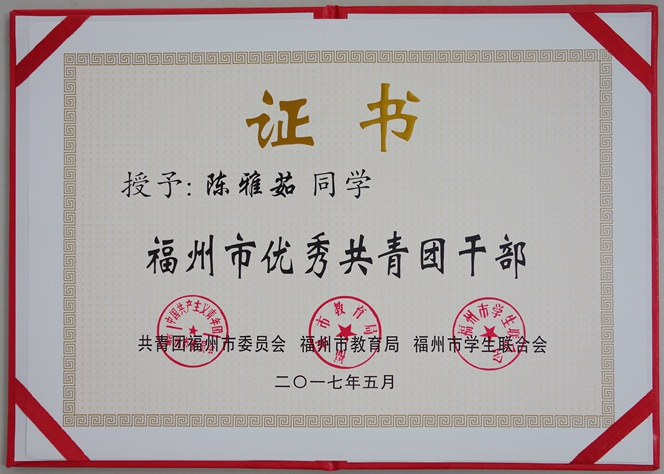 证书
授予: 陈雅茹 同学
福州市优秀共青团干部
共青团福州市委员会 福州市教育局 福州市学生联合会
二〇一七年五月